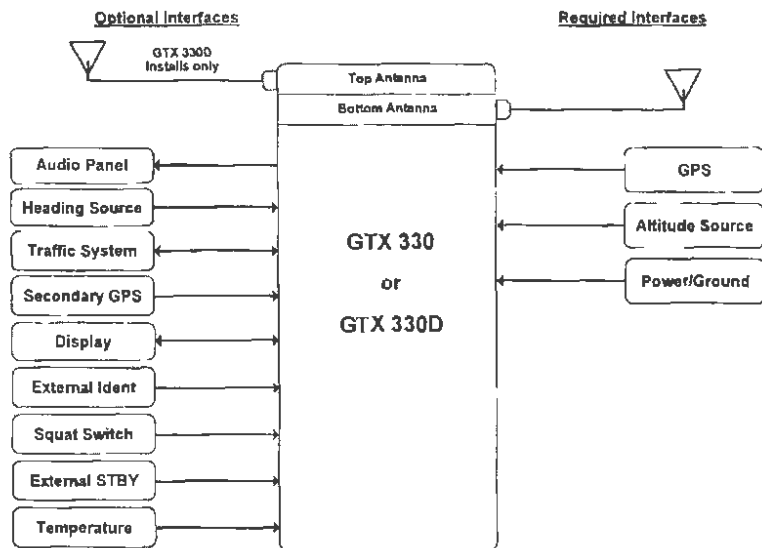 Optional Interfaces
Required Interfaces
GTX 330D
Installs only
Top Antenna
Bottom Antenna
Audio Panel
Heading Source
Traffic System
Secondary GPS
Display
External Ident
Squat Switch
External STBY
Temperature
GTX 330
or
GTX 330D
GPS
Altitude Source
Power/Ground